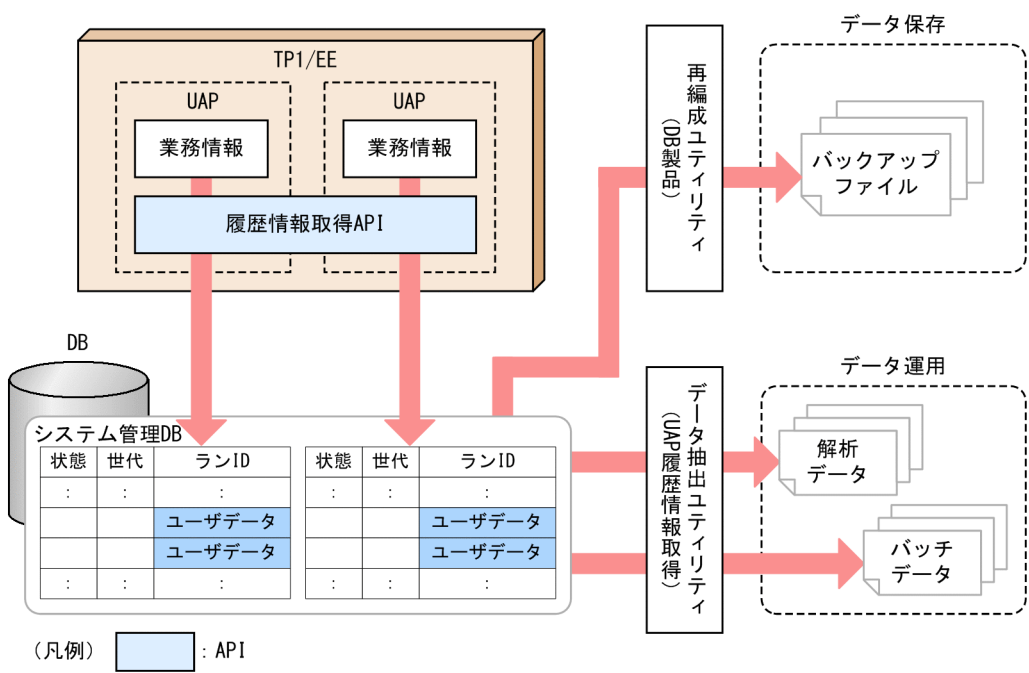 TP1/EE
UAP
UAP
業務情報
業務情報
履歴情報取得API
DB
システム管理DB
状態 世代 ランID
: : :
ユーザデータ
ユーザデータ
: : :
状態 世代 ランID
: : :
ユーザデータ
ユーザデータ
: : :
再編成ユティリティ
(DB製品)
データ保存
バックアップ
ファイル
データ抽出ユティリティ
(UAP履歴情報取得)
データ運用
解析
データ
バッチ
データ
(凡例) : API